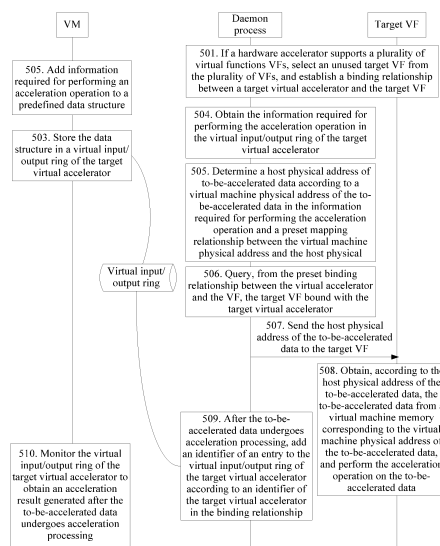 VM
Daemon
process
Target VF
501. If a hardware accelerator supports a plurality of
virtual functions VFs, select an unused target VF from
the plurality of VFs, and establish a binding relationship
between a target virtual accelerator and the target VF
505. Add information
required for performing an
acceleration operation to a
predefined data structure
503. Store the data
structure in a virtual input/
output ring of the target
virtual accelerator
504. Obtain the information required for
performing the acceleration operation in
the virtual input/output ring of the target
virtual accelerator
505. Determine a host physical address of
to-be-accelerated data according to a
virtual machine physical address of the to-
be-accelerated data in the information
required for performing the acceleration
operation and a preset mapping
relationship between the virtual machine
physical address and the host physical
Virtual input/
output ring
506. Query, from the preset binding
relationship between the virtual accelerator
and the VF, the target VF bound with the
target virtual accelerator
507. Send the host physical
address of the to-be-accelerated
data to the target VF
508. Obtain, according to the
host physical address of the
to-be-accelerated data, the
to-be-accelerated data from a
virtual machine memory
corresponding to the virtual
machine physical address of
the to-be-accelerated data,
and perform the acceleration
operation on the to-be-
accelerated data
509. After the to-be-
accelerated data undergoes
acceleration processing, add
an identifier of an entry to the
virtual input/output ring of
the target virtual accelerator
according to an identifier of
the target virtual accelerator
in the binding relationship
510. Monitor the virtual
input/output ring of the
target virtual accelerator to
obtain an acceleration
result generated after the
to-be-accelerated data
undergoes acceleration
processing